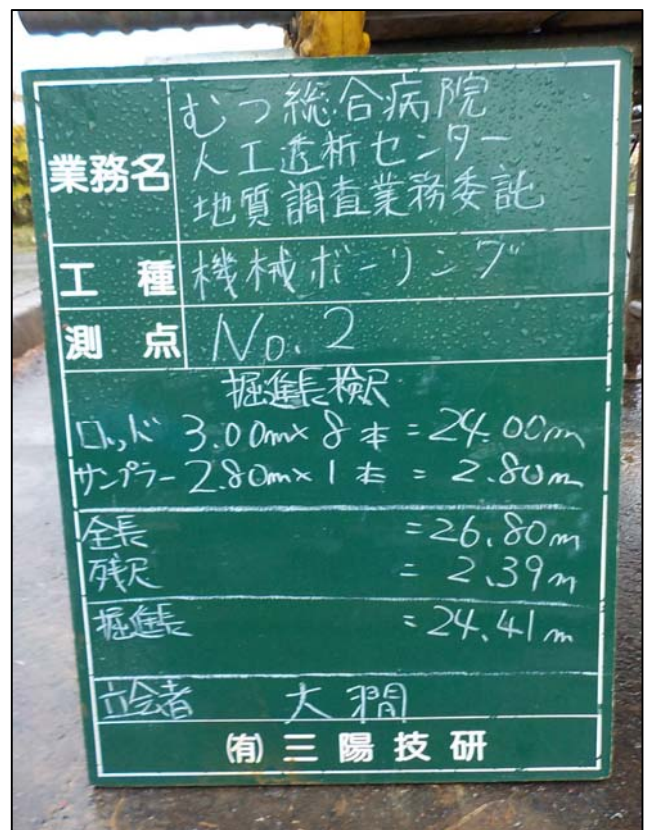 業務名
むつ総合病院
人工透析センター
地質調査業務委託
工種 機械ボーリング
測点 No.2
掘進長検尺
ロッド 3.00m×8本=24.00m
サンプラー 2.80m×1本=2.80m
全長 =26.80m
残尺 =2.39m
掘進長 =24.41m
立会者 大澗
(有)三陽技研